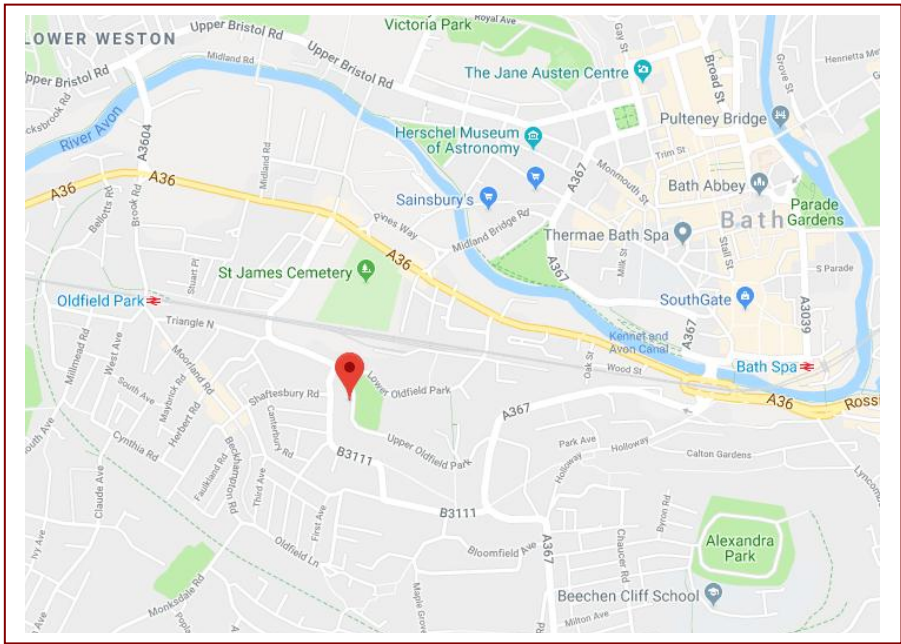 LOWER WESTON
Upper Bristol Rd
Victoria Park
Royal Ave
Gay St
Broad St
Grove St
Midland Rd
Upper Bristol Rd
Upper Bristol Rd
The Jane Austen Centre
River Avon
A3604
Herschel Museum
of Astronomy
Pulteney Bridge
Trim St
A36
A36
Midland Rd
A367
Monmouth St
Bath Abbey
Parade
Gardens
Sainsbury's
Bellotts Rd
Brook Rd
Pines Way
Midland Bridge Rd
Bath
Thermae Bath Spa
Stall St
Milk St
A36
St James Cemetery
Stuart Pl
A367
S Parade
Oldfield Park
SouthGate
A3039
Triangle N
Kennet and
Avon Canal
A367
Millmead Rd
West Ave
Moorland Rd
Oak St
Wood St
Bath Spa
Lower Oldfield Park
A36
South Ave
Maybrick Rd
Shaftesbury Rd
A367
Herbert Rd
Canterbury Rd
Cynthia Rd
Park Ave
Holloway
Upper Oldfield Park
B3111
Holloway
Calton Gardens
Claude Ave
Faulkland Rd
Beckhampton Rd
Third Ave
First Ave
B3111
Byron Rd
Ivy Ave
Oldfield Ln
Bloomfield Ave
A367
Chaucer Rd
Alexandra
Park
Monksdale Rd
Beechen Cliff School
Milton Ave